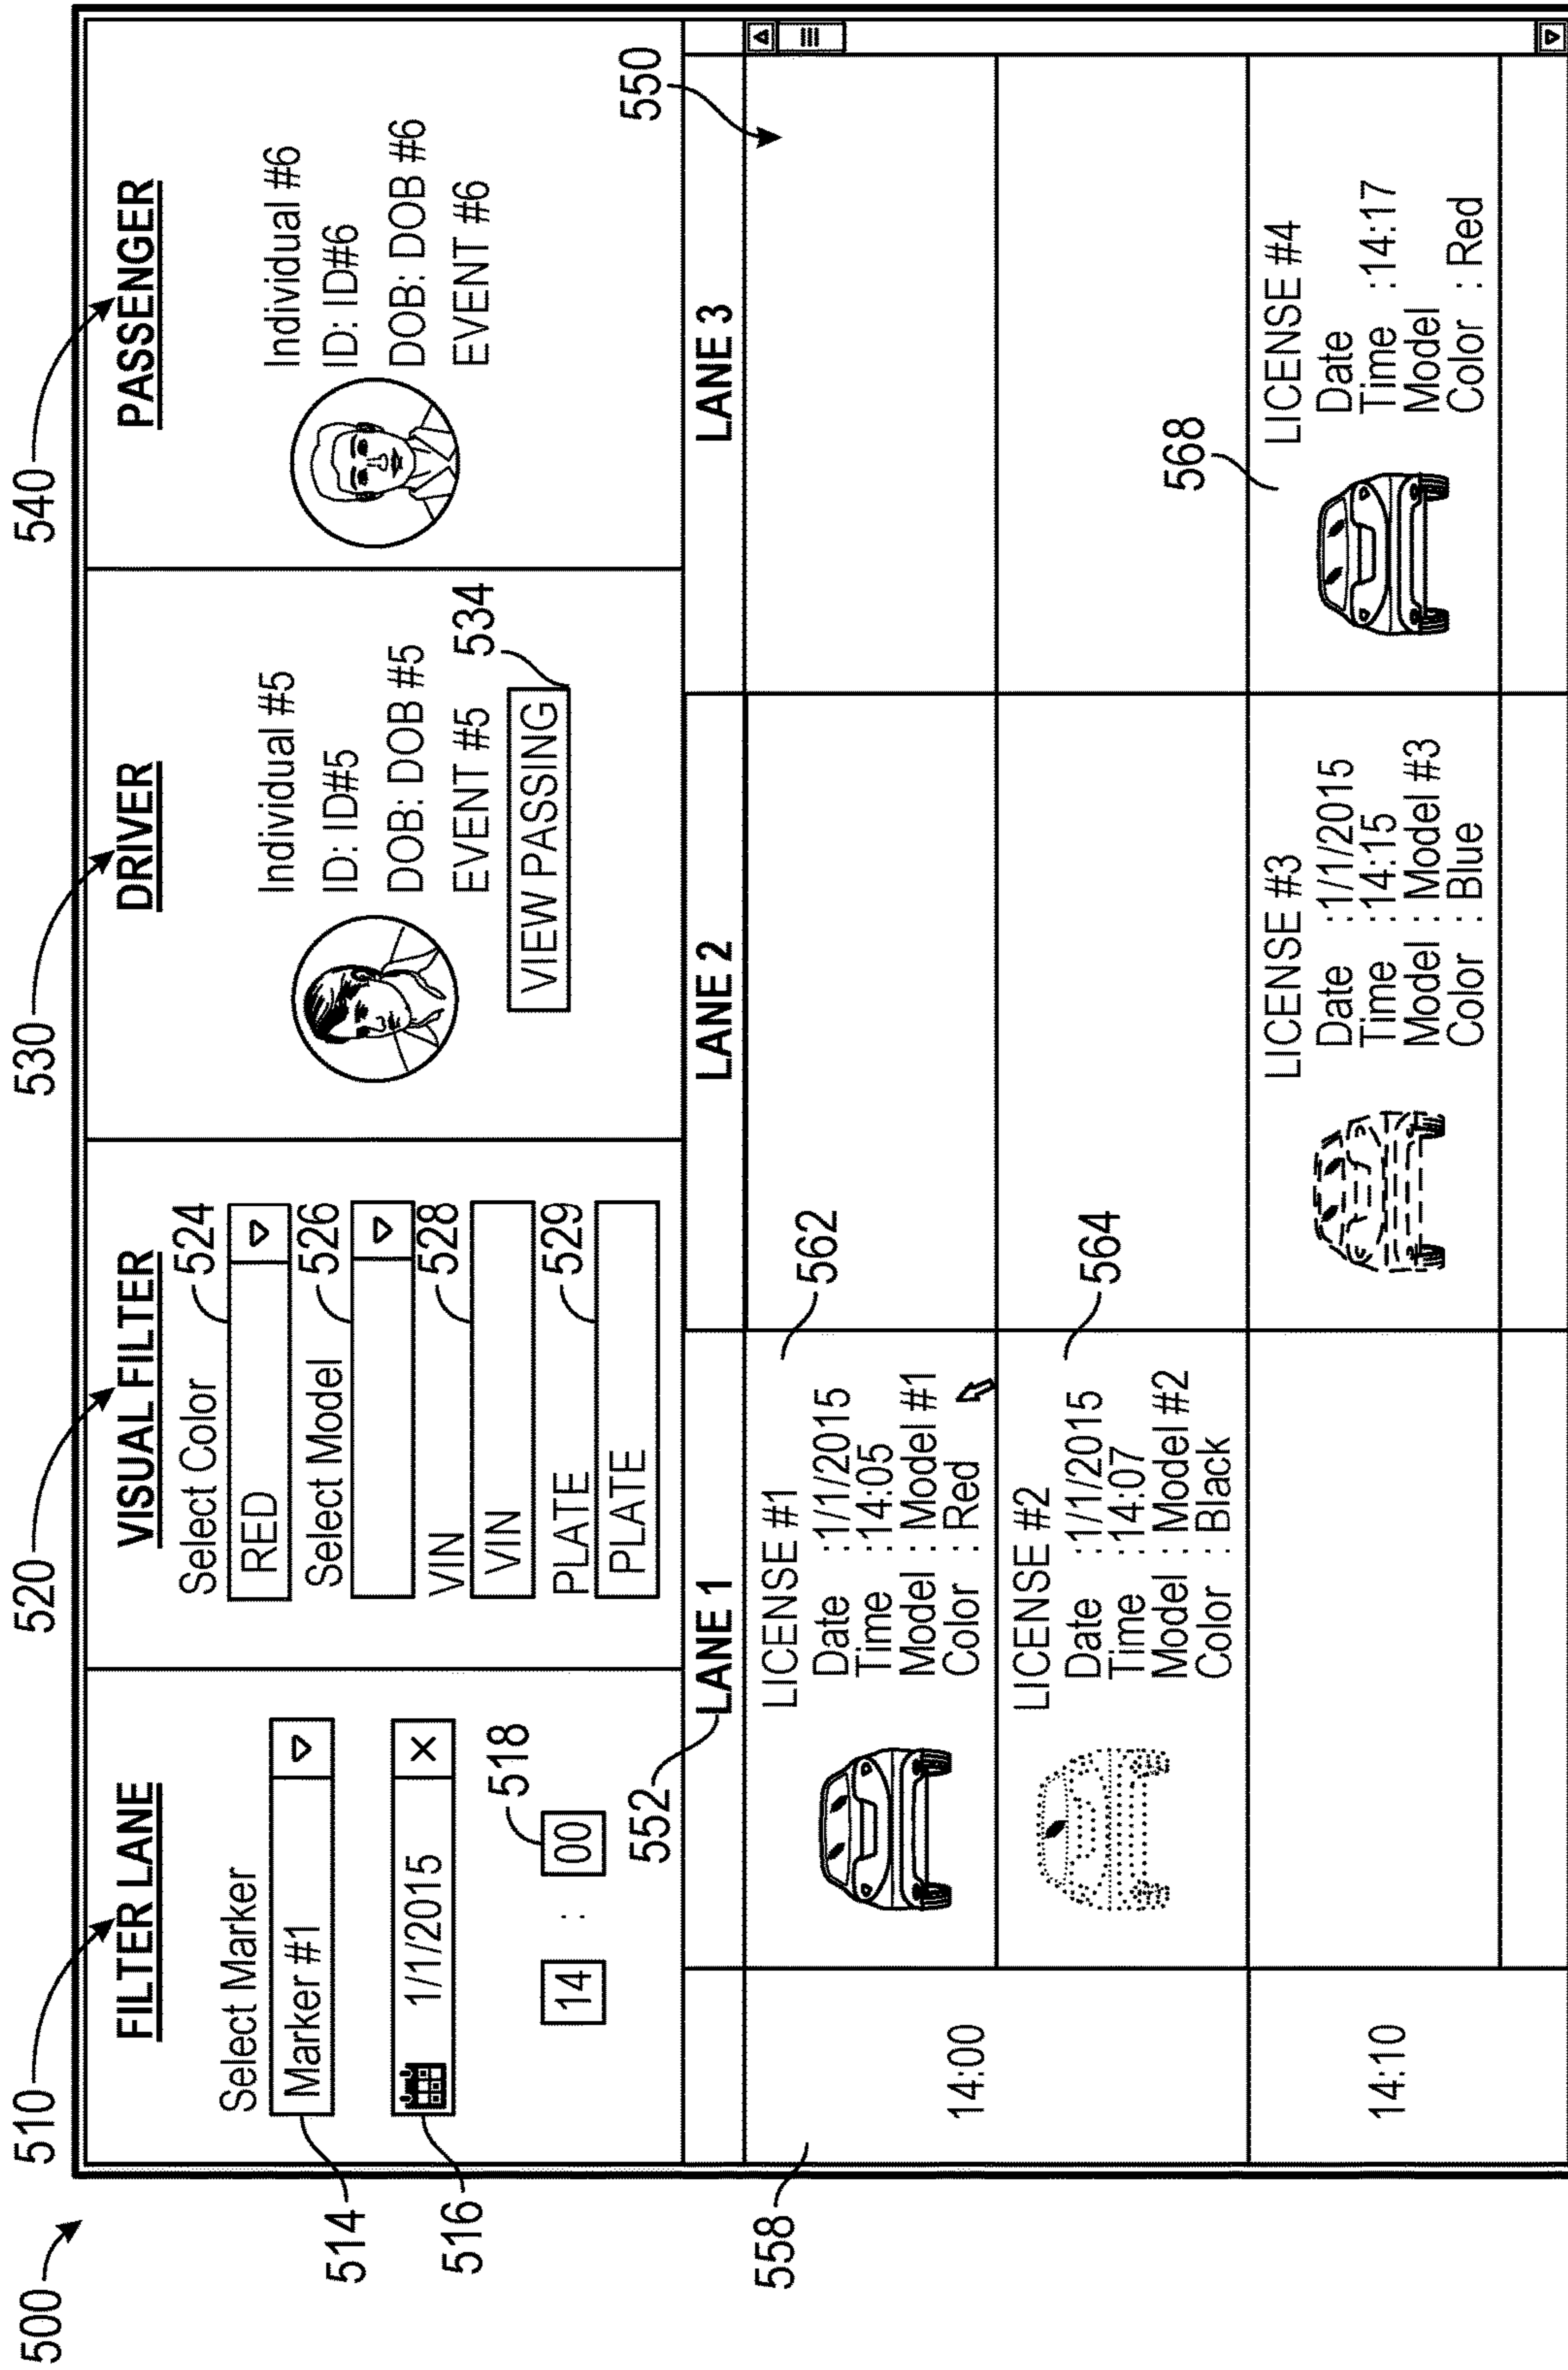 500
510
520
530
540
FILTER LANE
Select Marker
514
Marker #1
516
1/1/2015
14 : 00
518
VISUAL FILTER
Select Color
524
RED
Select Model
526
VIN
528
VIN
PLATE
529
PLATE
DRIVER
Individual #5
ID: ID#5
DOB: DOB #5
EVENT #5
534
VIEW PASSING
PASSENGER
Individual #6
ID: ID#6
DOB: DOB #6
EVENT #6
550
552
LANE 1
LANE 2
LANE 3
558
14:00
LICENSE #1
562
Date :1/1/2015
Time :14:05
Model : Model #1
Color : Red
LICENSE #2
564
Date :1/1/2015
Time :14:07
Model : Model #2
Color : Black
14:10
LICENSE #3
Date :1/1/2015
Time :14:15
Model : Model #3
Color : Blue
568
LICENSE #4
Date
Time :14:17
Model
Color : Red